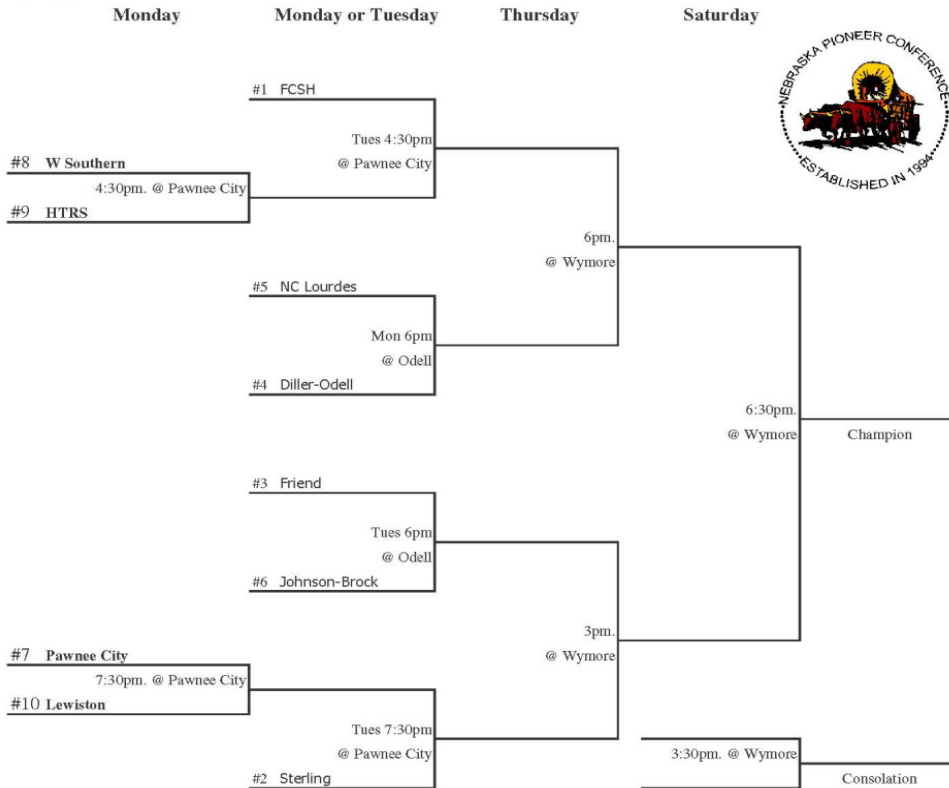 Monday Monday or Tuesday Thursday Saturday
NEBRASKA PIONEER CONFERENCE
ESTABLISHED IN 1994
#1 FCSH
Tues 4:30pm
@ Pawnee City
#8 W Southern
4:30pm. @ Pawnee City
#9 HTRS
6pm.
@ Wymore
#5 NC Lourdes
Mon 6pm
@ Odell
#4 Diller-Odell
6:30pm.
@ Wymore
Champion
#3 Friend
Tues 6pm
@ Odell
#6 Johnson-Brock
3pm.
@ Wymore
#7 Pawnee City
7:30pm. @ Pawnee City
#10 Lewiston
Tues 7:30pm
@ Pawnee City
#2 Sterling
3:30pm. @ Wymore
Consolation